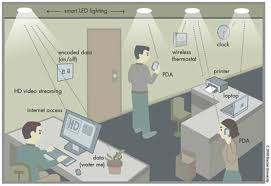 smart LED lighting
encoded data
(on/off)
wireless
(thermostat)
clock
HD video streaming
PDA
printer
internet access
laptop
HD
data
(water me)
PDA